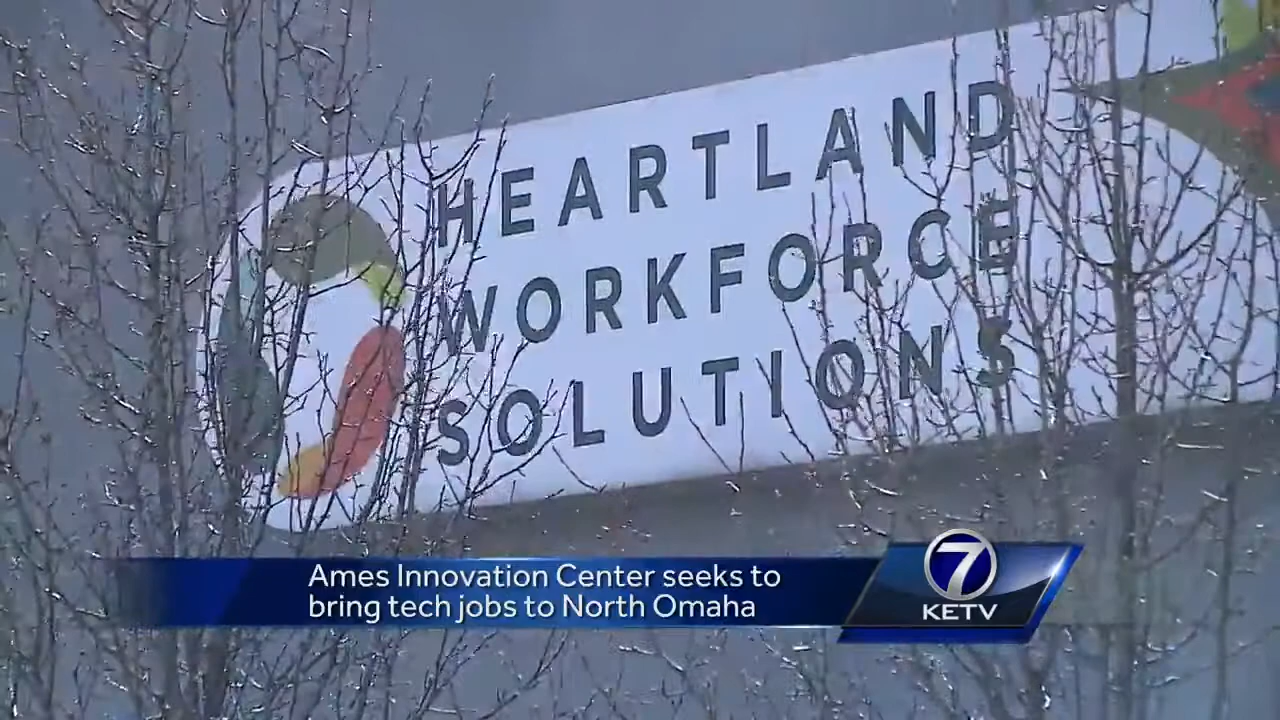 HEARTLAND
WORKFORCE
SOLUTIONS
Ames Innovation Center seeks to
bring tech jobs to North Omaha
7
KETV